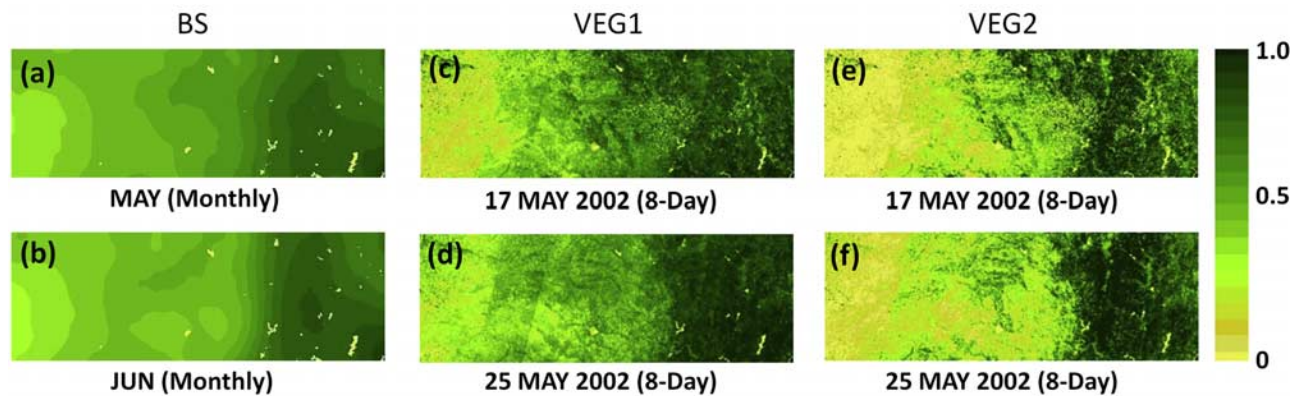 BS
VEG1
VEG2
(a)
(c)
(e)
1.0
MAY (Monthly)
17 MAY 2002 (8-Day)
17 MAY 2002 (8-Day)
0.5
(b)
(d)
(f)
0
JUN (Monthly)
25 MAY 2002 (8-Day)
25 MAY 2002 (8-Day)